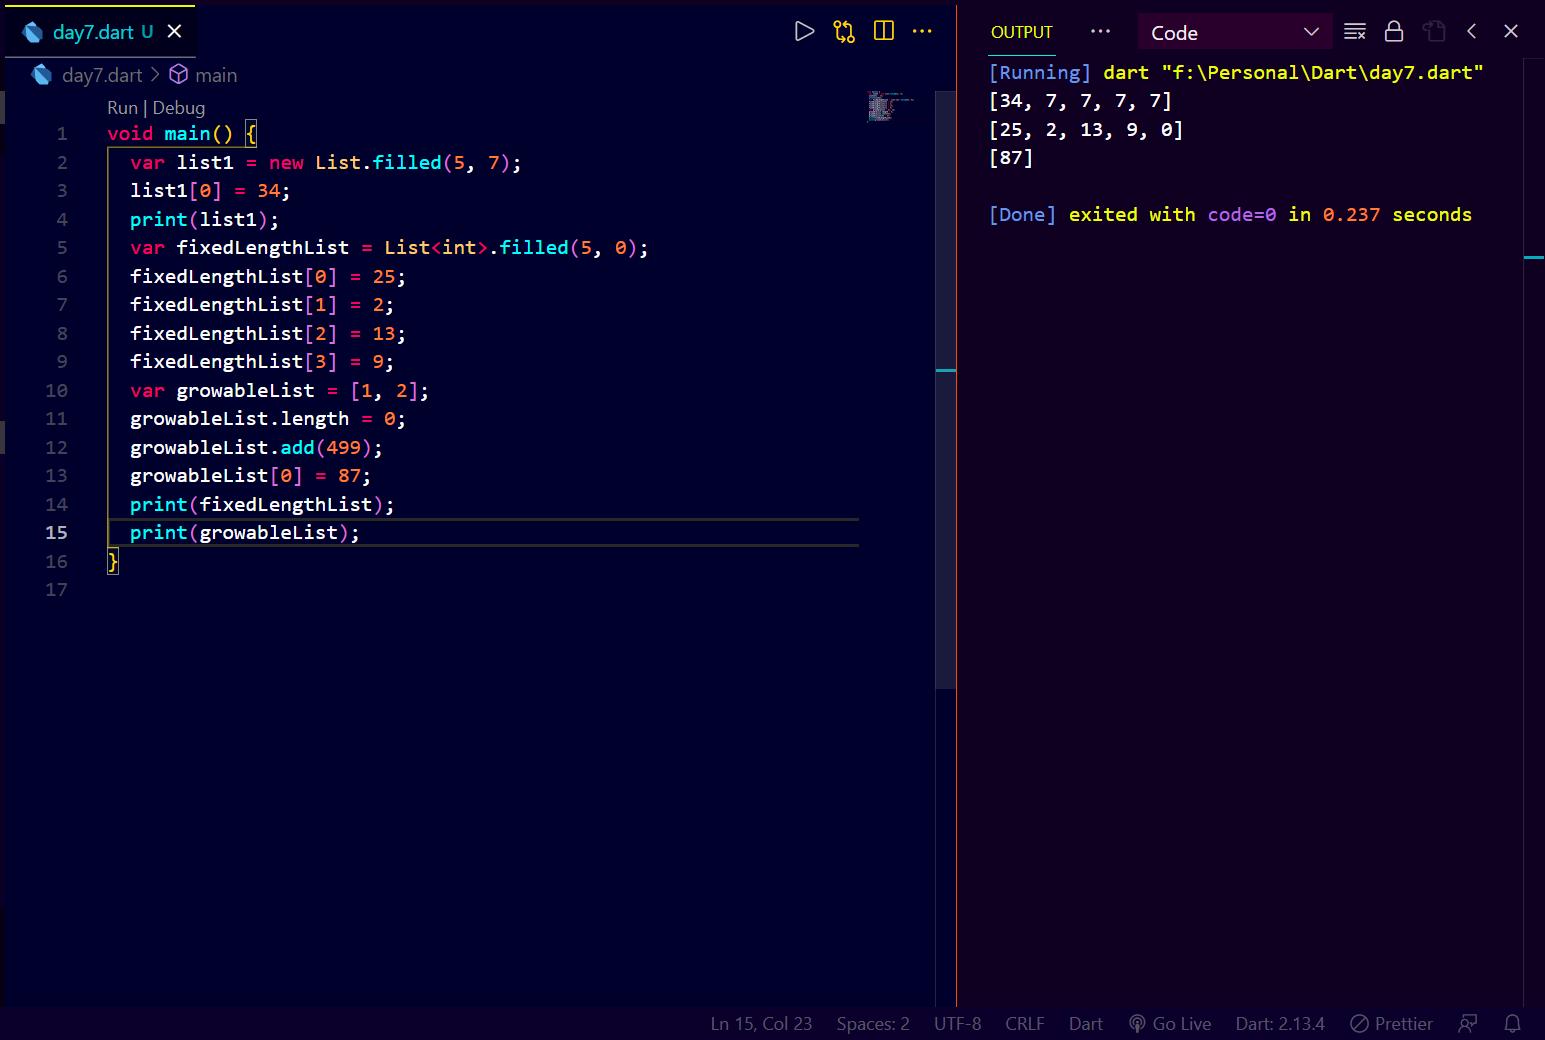 day7.dart U
day7.dart > main
Run | Debug
1 void main() {
2 var list1 = new List.filled(5, 7);
3 list1[0] = 34;
4 print(list1);
5 var fixedLengthList = List<int>.filled(5, 0);
6 fixedLengthList[0] = 25;
7 fixedLengthList[1] = 2;
8 fixedLengthList[2] = 13;
9 fixedLengthList[3] = 9;
10 var growableList = [1, 2];
11 growableList.length = 0;
12 growableList.add(499);
13 growableList[0] = 87;
14 print(fixedLengthList);
15 print(growableList);
16 }
17
OUTPUT ··· Code
[Running] dart "f:\Personal\Dart\day7.dart"
[34, 7, 7, 7, 7]
[25, 2, 13, 9, 0]
[87]
[Done] exited with code=0 in 0.237 seconds
Ln 15, Col 23 Spaces: 2 UTF-8 CRLF Dart Go Live Dart: 2.13.4 Prettier